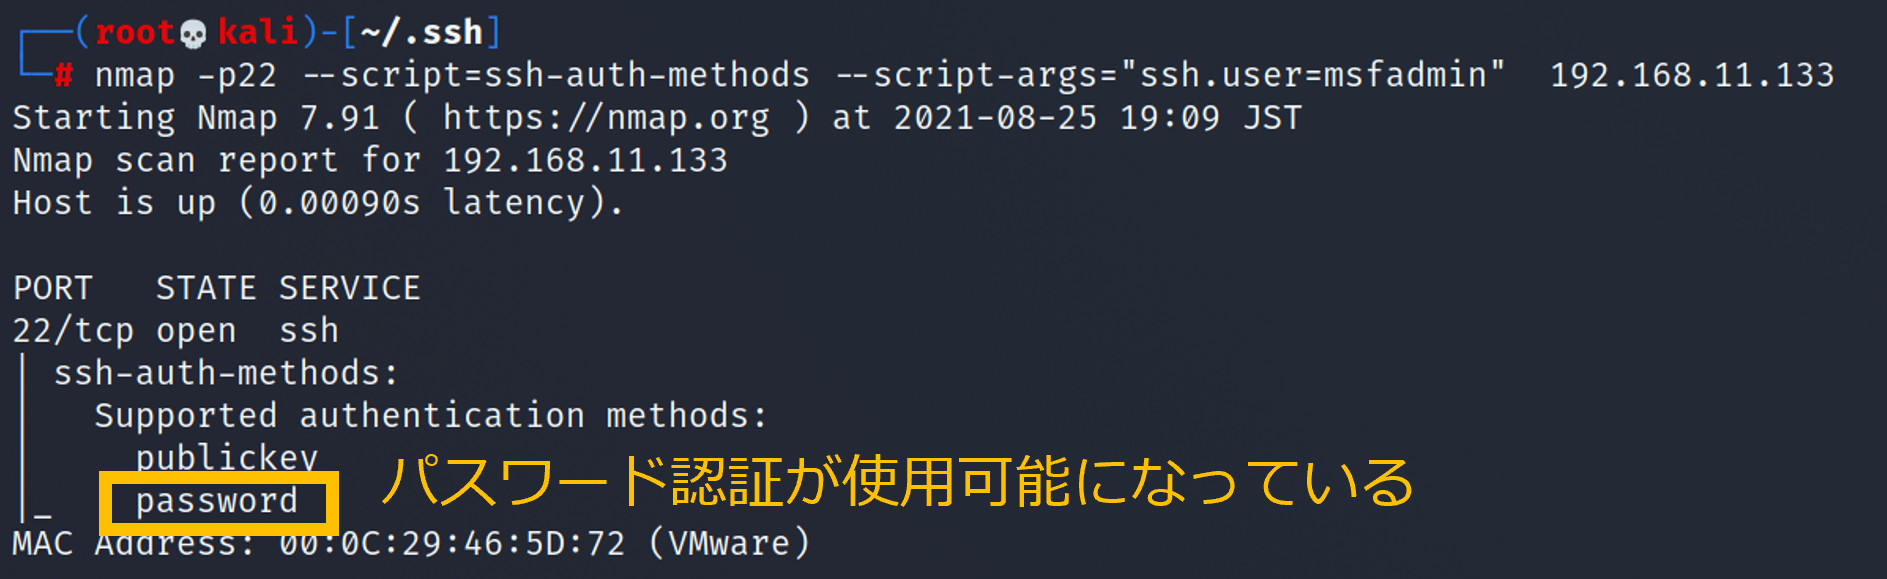 ┌──(root💀kali)-[~/.ssh]
└─# nmap -p22 --script=ssh-auth-methods --script-args="ssh.user=msfadmin"  192.168.11.133
Starting Nmap 7.91 ( https://nmap.org ) at 2021-08-25 19:09 JST
Nmap scan report for 192.168.11.133
Host is up (0.00090s latency).
PORT   STATE SERVICE
22/tcp open  ssh
| ssh-auth-methods:
|   Supported authentication methods:
|     publickey
|_    password
パスワード認証が使用可能になっている
MAC Address: 00:0C:29:46:5D:72 (VMware)